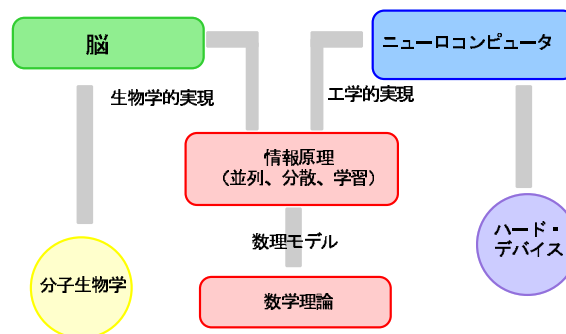 脳
ニューロコンピュータ
生物学的実現
工学的実現
情報原理
（並列、分散、学習）
数理モデル
ハード・
デバイス
分子生物学
数学理論